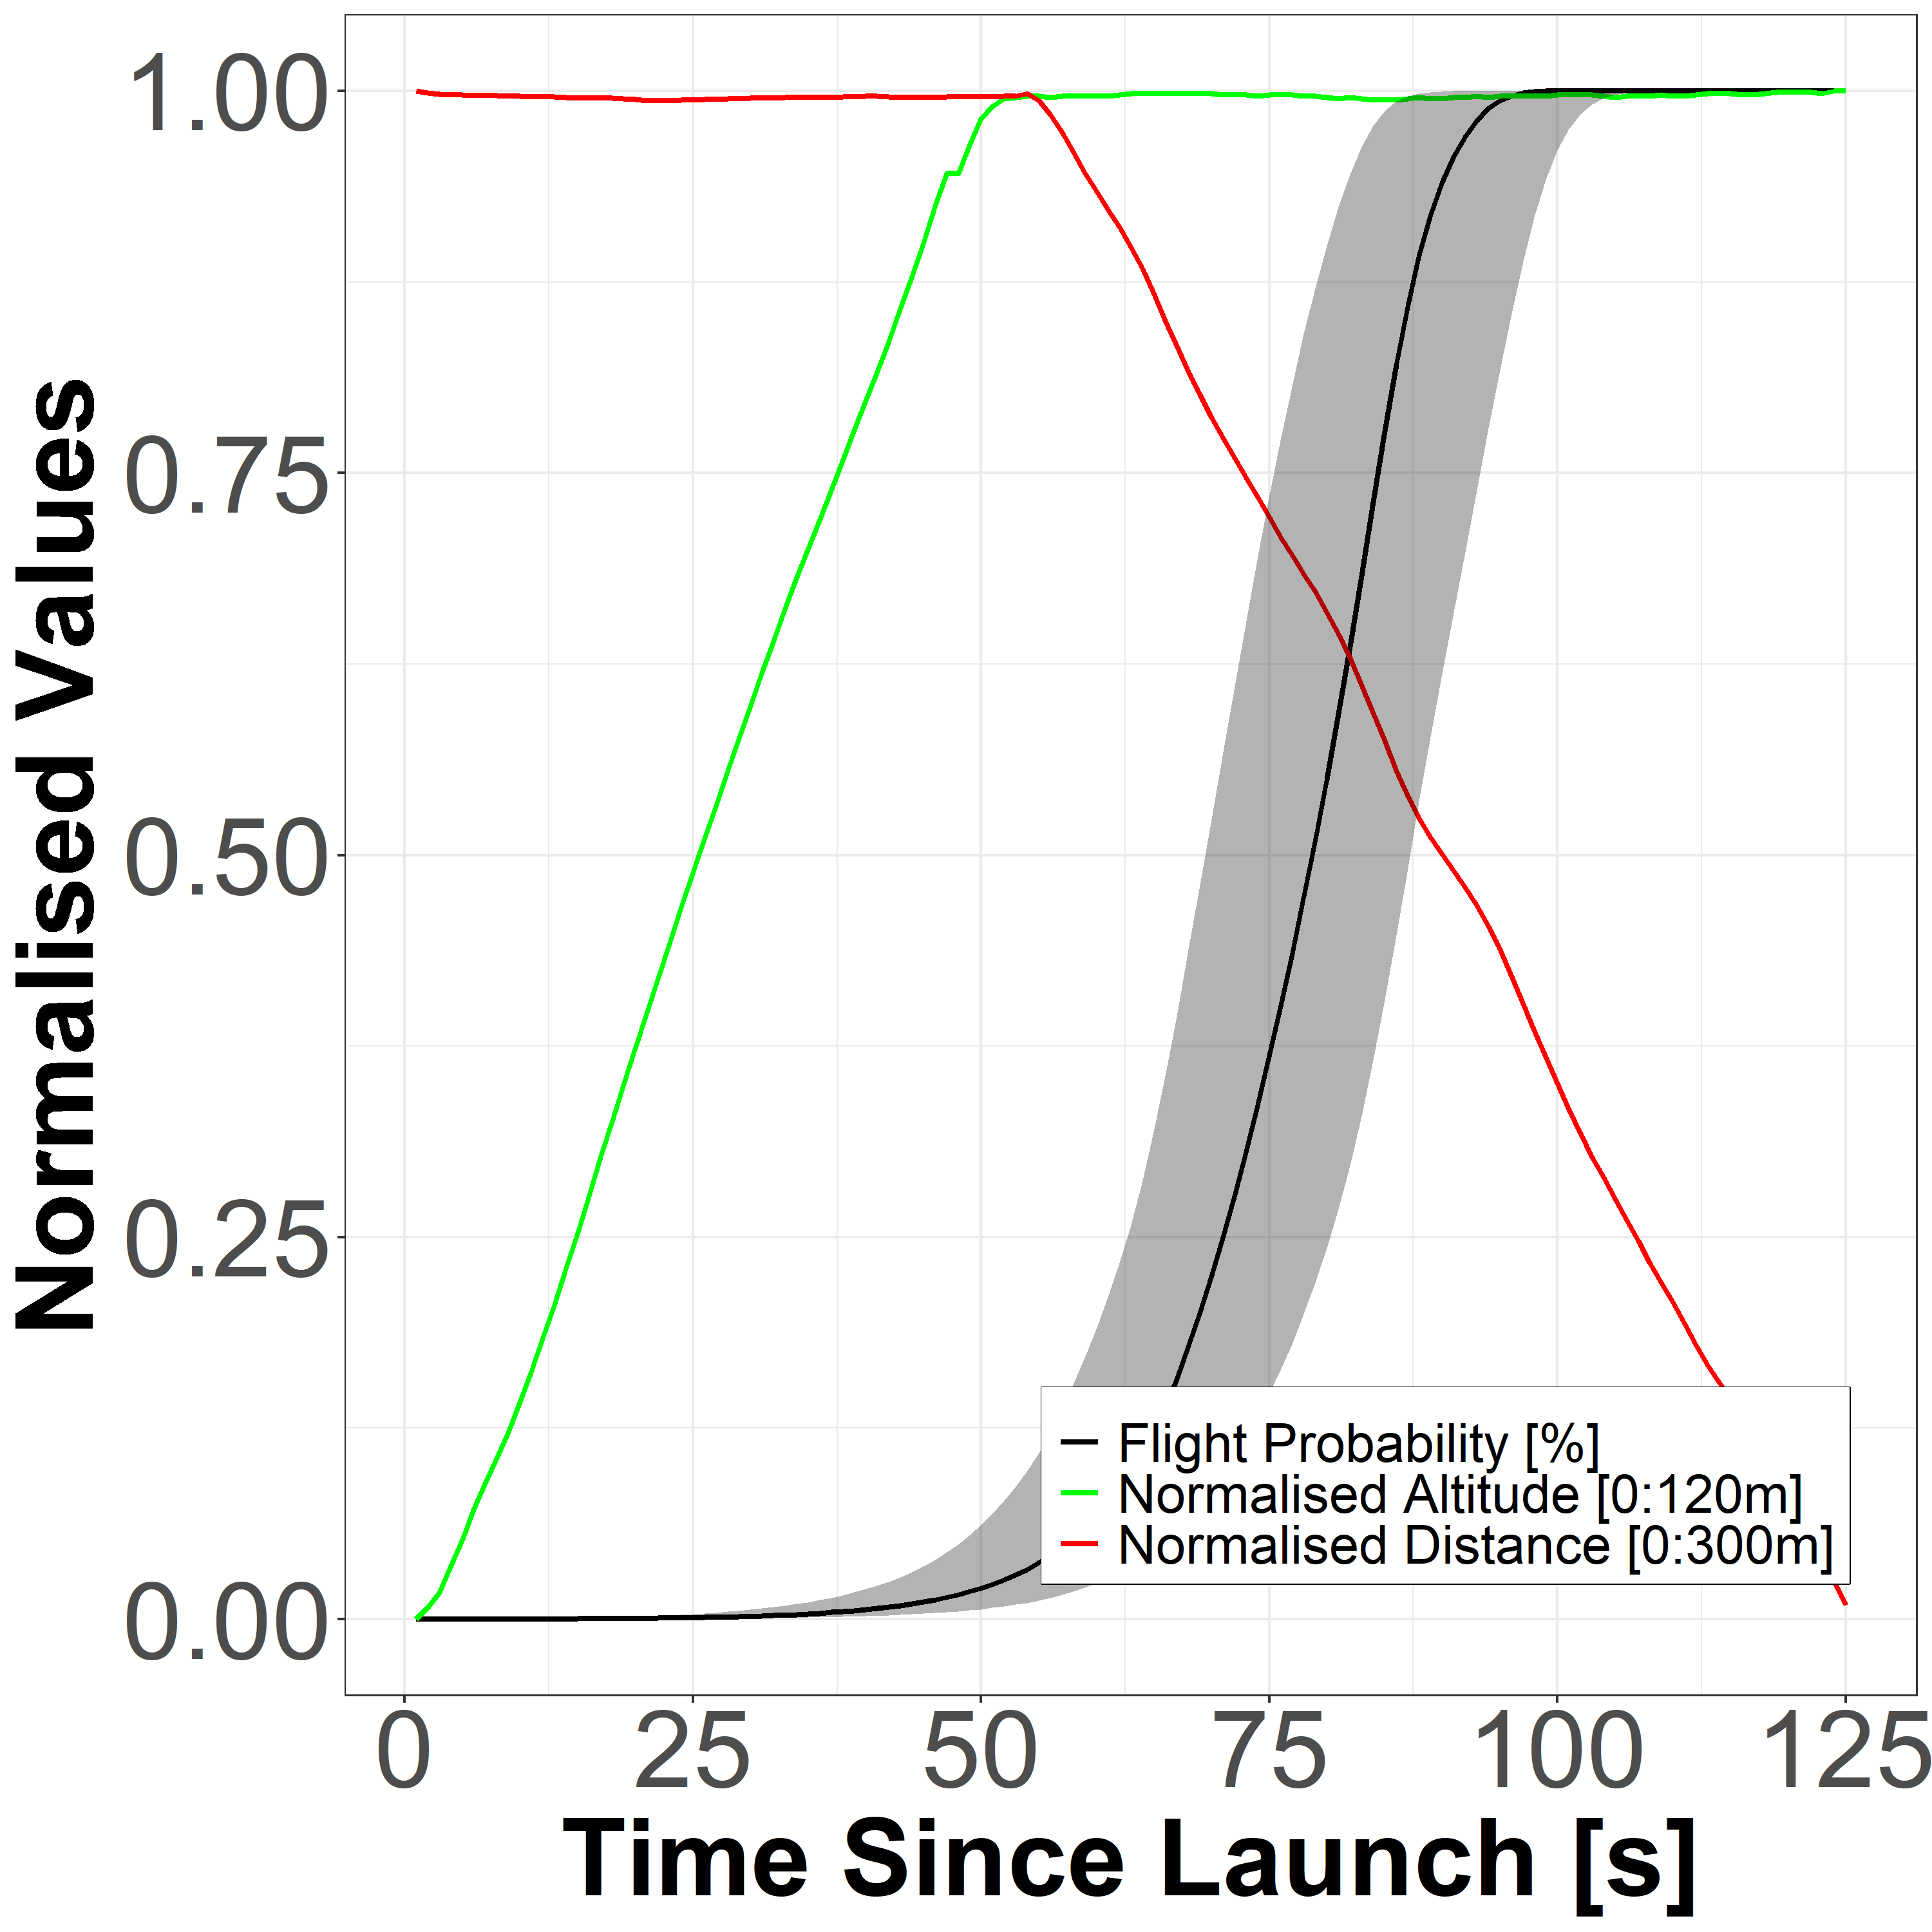 Normalised Values
1.00
0.75
0.50
0.25
0.00
Flight Probability [%]
Normalised Altitude [0:120m]
Normalised Distance [0:300m]
0 25 50 75 100 125
Time Since Launch [s]